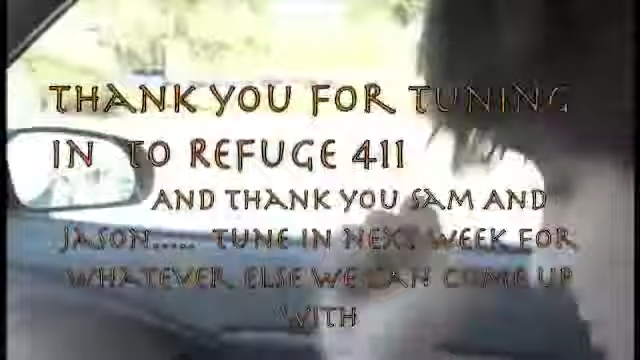 THANK YOU FOR TUNING
IN TO REFUGE 411
AND THANK YOU SAM AND
JASON..... TUNE IN NEXT WEEK FOR
WHATEVER ELSE WE CAN COME UP
WITH